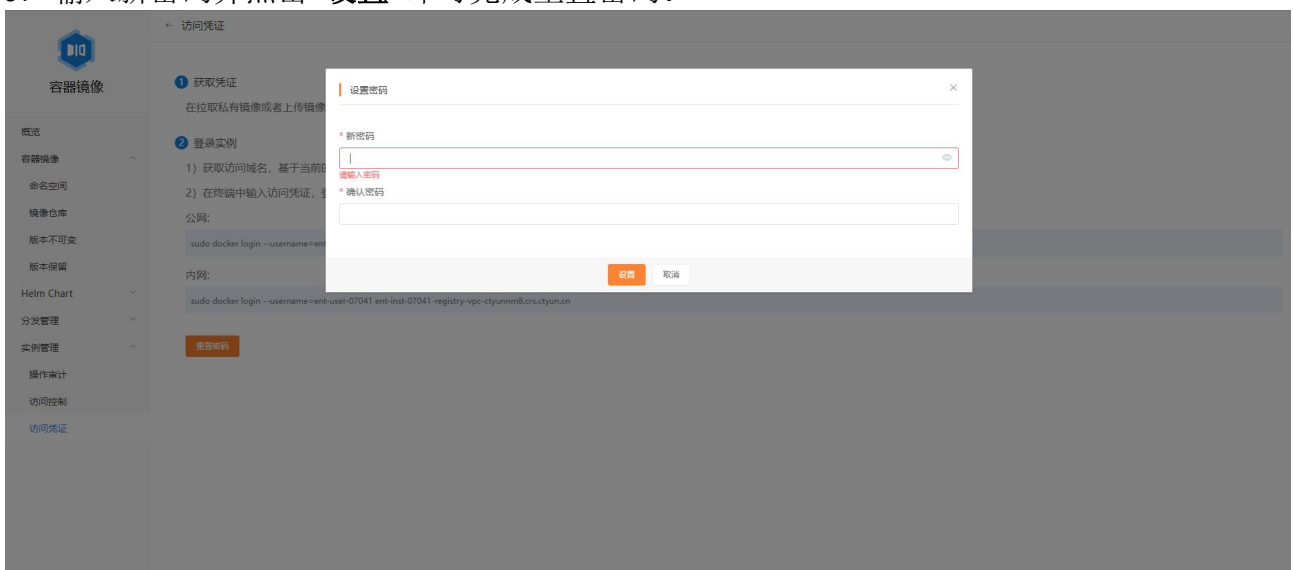 容器镜像
概览
容器镜像
命名空间
镜像仓库
版本不可变
版本保留
Helm Chart
分发管理
实例管理
操作审计
访问控制
访问凭证
← 访问凭证
1 获取凭证
在拉取私有镜像或者上传镜像
2 登录实例
1) 获取访问域名，基于当前
2) 在终端中输入访问凭证，
公网:
sudo docker login --username=ent
内网:
sudo docker login --username=ent-user-07041 ent-inst-07041-registry-vpc-ctyunnm8.crs.ctyun.cn
重置密码
设置密码
* 新密码
请输入密码
* 确认密码
设置 取消